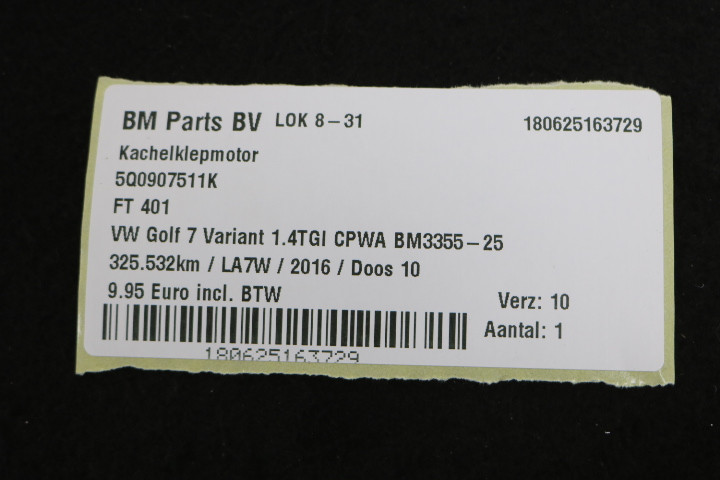 BM Parts BV LOK 8-31 180625163729
Kachelklepmotor
5Q0907511K
FT 401
VW Golf 7 Variant 1.4TGI CPWA BM3355-25
325.532km / LA7W / 2016 / Doos 10
9.95 Euro incl. BTW Verz: 10
Aantal: 1
180625163729